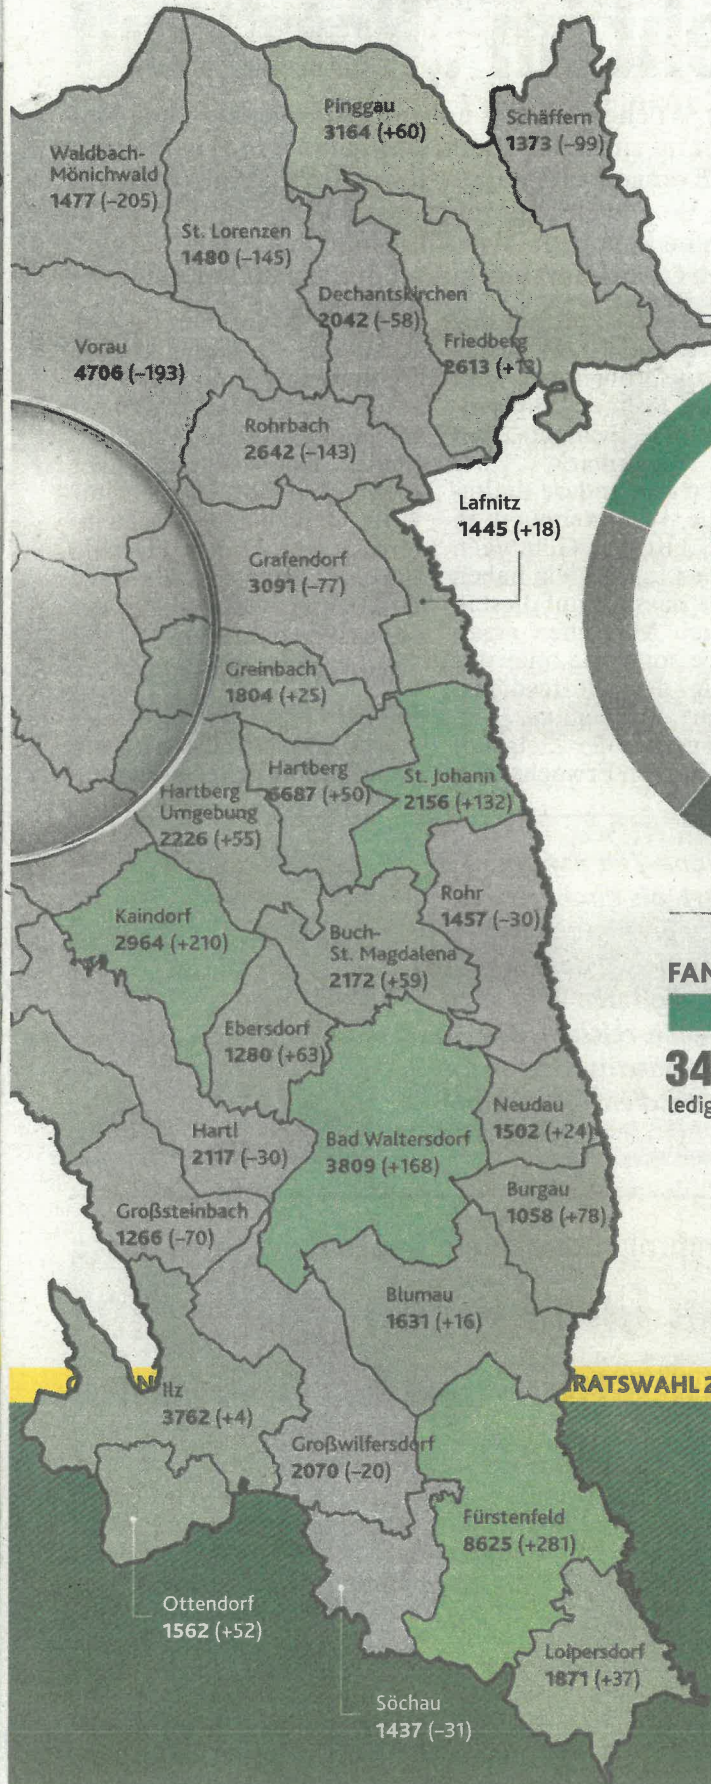 Pinggau
3164 (+60)
Schäffern
1373 (–99)
Waldbach-
Mönichwald
1477 (–205)
St. Lorenzen
1480 (–145)
Dechantskirchen
2042 (–58)
Friedberg
2613 (+13)
Vorau
4706 (–193)
Rohrbach
2642 (–143)
Lafnitz
1445 (+18)
Grafendorf
3091 (–77)
Greinbach
1804 (+25)
Hartberg
6687 (+50)
St. Johann
2156 (+132)
Hartberg
Umgebung
2226 (+55)
Rohr
1457 (–30)
Kaindorf
2964 (+210)
Buch-
St. Magdalena
2172 (+59)
FAN
Ebersdorf
1280 (+63)
34
ledig
Neudau
1502 (+24)
Hartl
2117 (–30)
Bad Waltersdorf
3809 (+168)
Burgau
1058 (+78)
Großsteinbach
1266 (–70)
Blumau
1631 (+16)
RATSWAHL 2
Ilz
3762 (+4)
Großwilfersdorf
2070 (–20)
Fürstenfeld
8625 (+281)
Ottendorf
1562 (+52)
Loipersdorf
1871 (+37)
Söchau
1437 (–31)